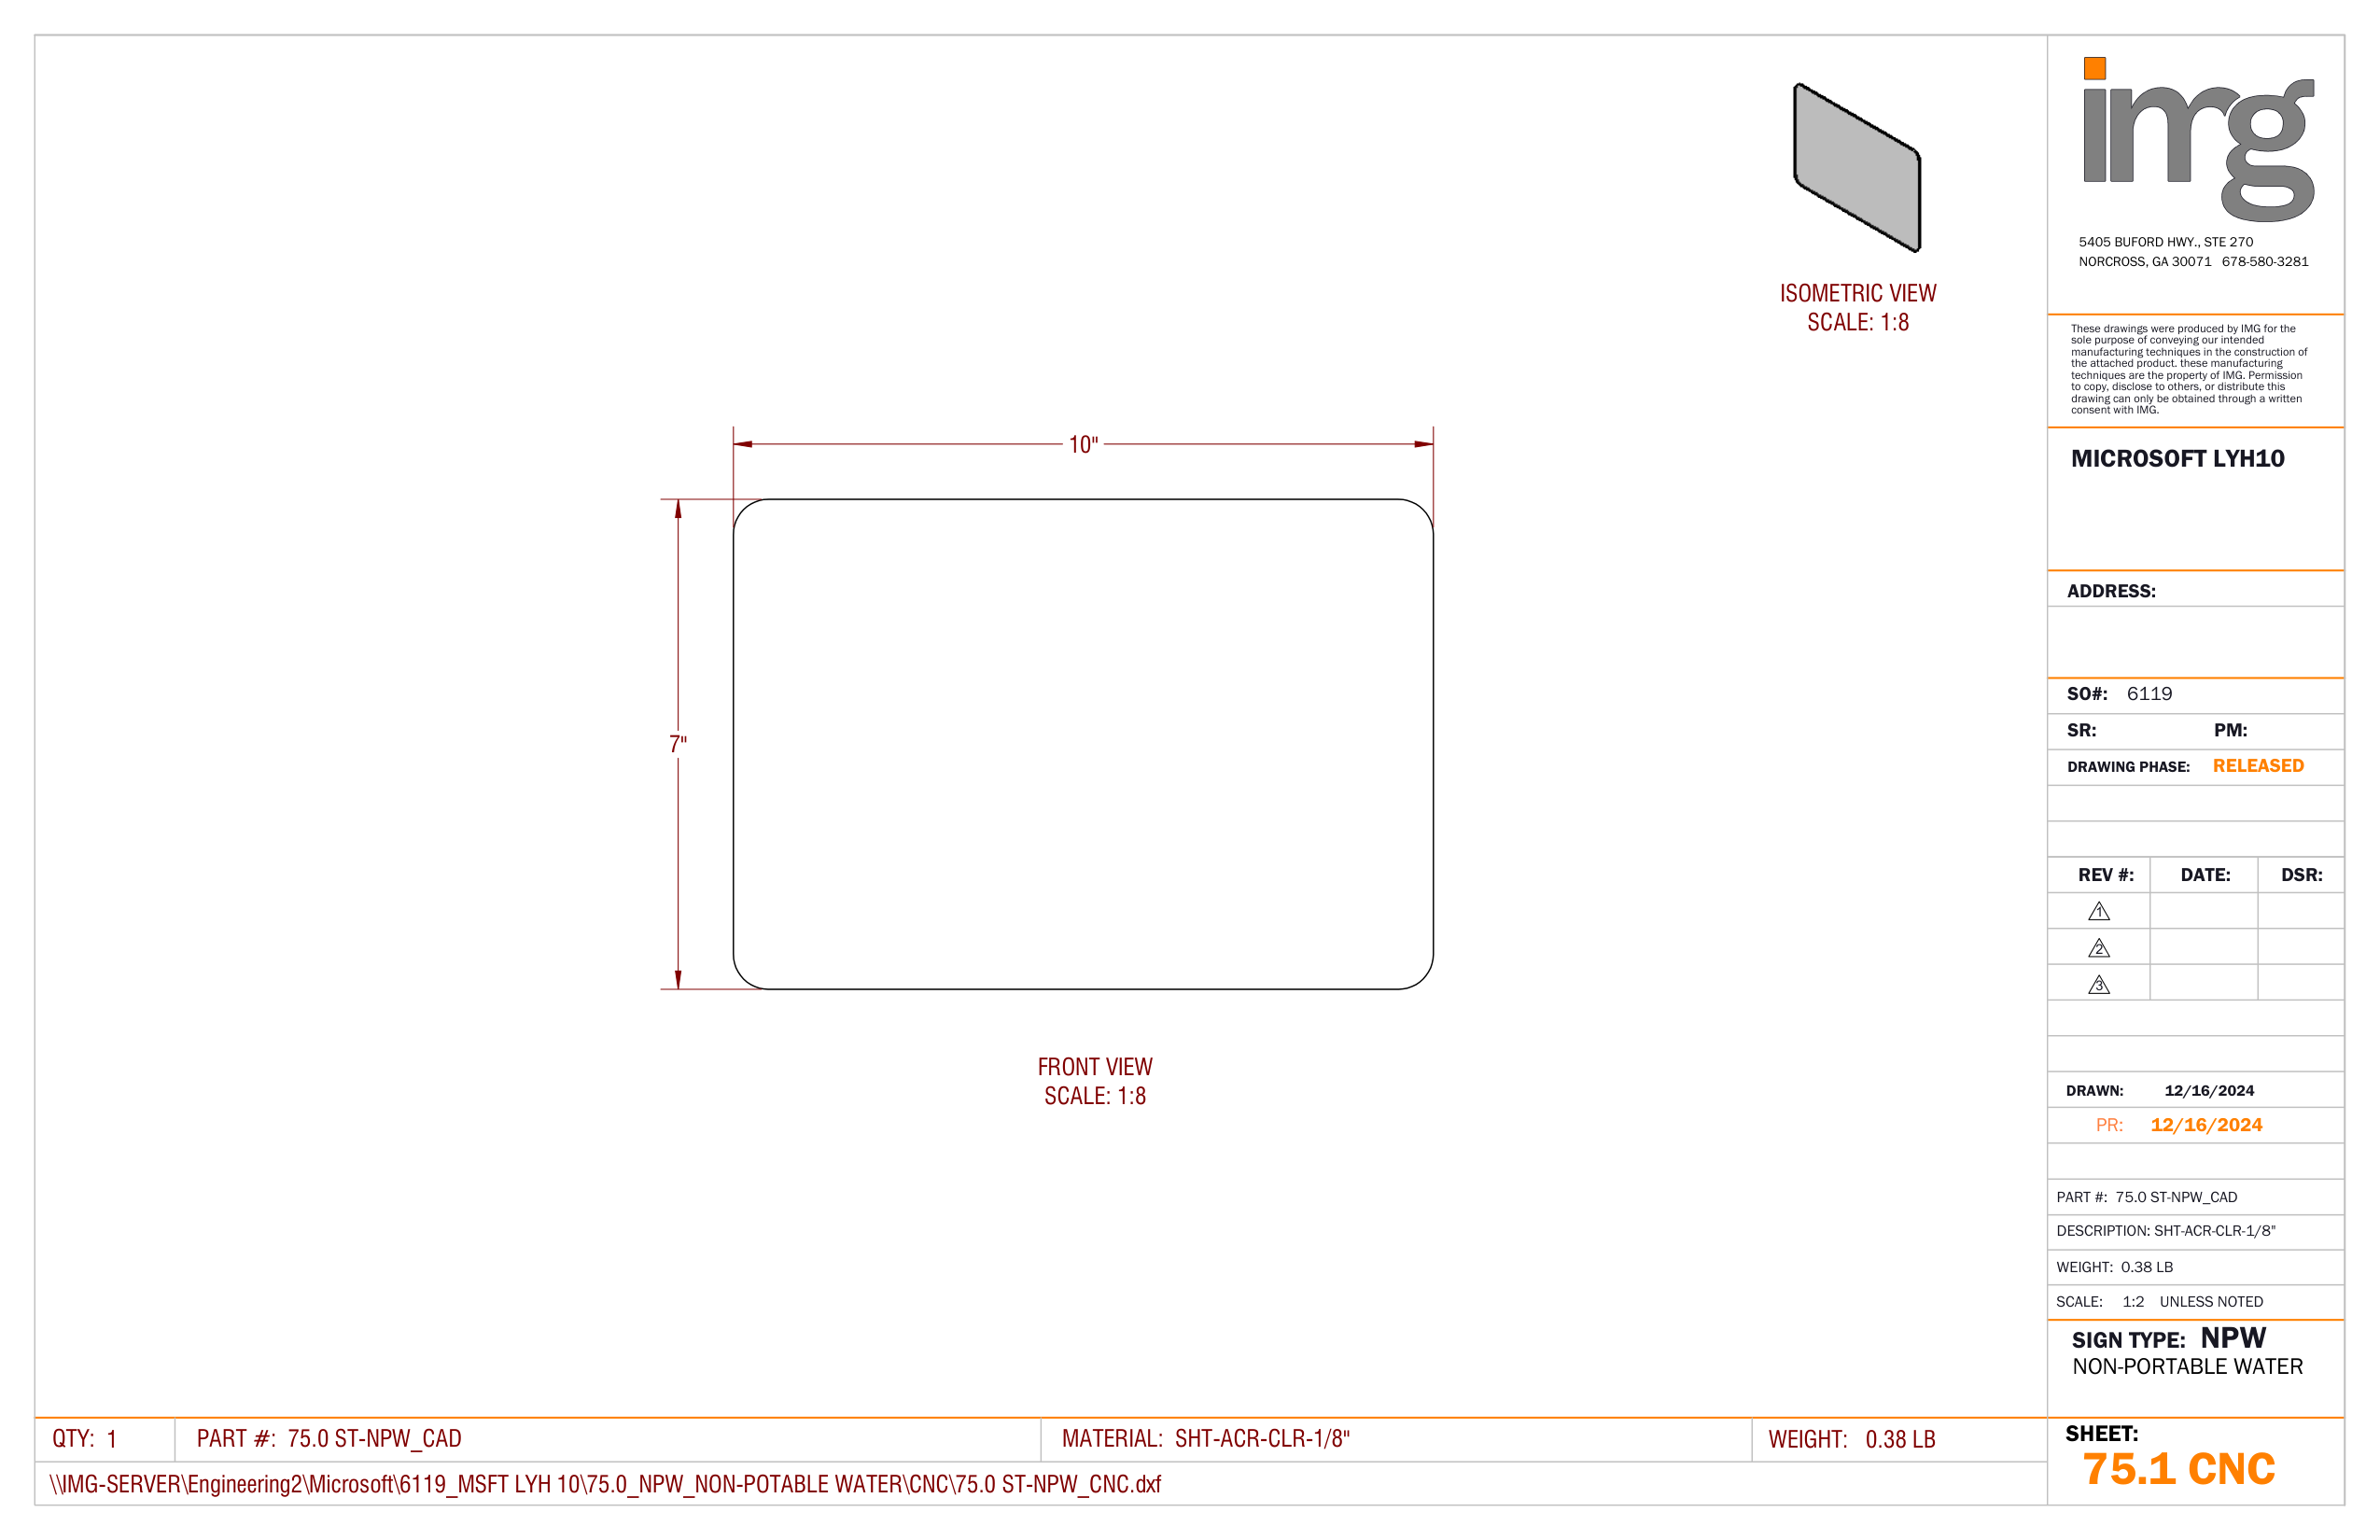 ISOMETRIC VIEW
SCALE: 1:8
10"
7"
FRONT VIEW
SCALE: 1:8
QTY: 1
PART #: 75.0 ST-NPW_CAD
MATERIAL: SHT-ACR-CLR-1/8"
WEIGHT: 0.38 LB
\\IMG-SERVER\Engineering2\Microsoft\6119_MSFT LYH 10\75.0_NPW_NON-POTABLE WATER\CNC\75.0 ST-NPW_CNC.dxf
img
5405 BUFORD HWY., STE 270
NORCROSS, GA 30071 678-580-3281
These drawings were produced by IMG for the
sole purpose of conveying our intended
manufacturing techniques in the construction of
the attached product. these manufacturing
techniques are the property of IMG. Permission
to copy, disclose to others, or distribute this
drawing can only be obtained through a written
consent with IMG.
MICROSOFT LYH10
ADDRESS:
SO#: 6119
SR: PM:
DRAWING PHASE: RELEASED
REV #: DATE: DSR:
1
2
3
DRAWN: 12/16/2024
PR: 12/16/2024
PART #: 75.0 ST-NPW_CAD
DESCRIPTION: SHT-ACR-CLR-1/8"
WEIGHT: 0.38 LB
SCALE: 1:2 UNLESS NOTED
SIGN TYPE: NPW
NON-PORTABLE WATER
SHEET:
75.1 CNC